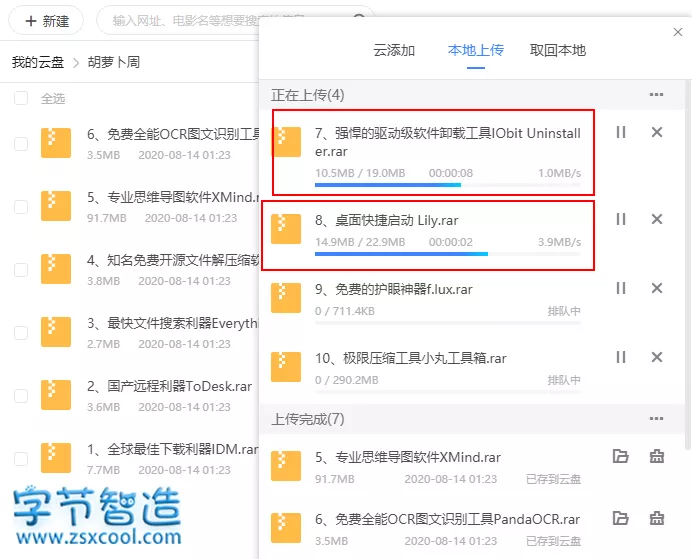 新建
输入网址、电影名等想要搜
我的云盘 > 胡萝卜周
全选
6、免费全能OCR图文识别工具
3.5MB 2020-08-14 01:23
5、专业思维导图软件XMind.r
91.7MB 2020-08-14 01:23
4、知名免费开源文件解压缩软
3.8MB 2020-08-14 01:23
3、最快文件搜索利器Everythi
2.7MB 2020-08-14 01:23
2、国产远程利器ToDesk.rar
3.6MB 2020-08-14 01:23
1、全球最佳下载利器IDM.rar
7.7MB 2020-08-14 01:23
云添加 本地上传 取回本地
正在上传(4)
7、强悍的驱动级软件卸载工具IObit Uninstall
er.rar
10.5MB / 19.0MB 00:00:08 1.0MB/s
8、桌面快捷启动 Lily.rar
14.9MB / 22.9MB 00:00:02 3.9MB/s
9、免费的护眼神器f.lux.rar
0 / 711.4KB 排队中
10、极限压缩工具小丸工具箱.rar
0 / 290.2MB 排队中
上传完成(7)
5、专业思维导图软件XMind.rar
91.7MB 已存到云盘
6、免费全能OCR图文识别工具PandaOCR.rar
3.5MB 已存到云盘
字节智造
www.zsxcool.com